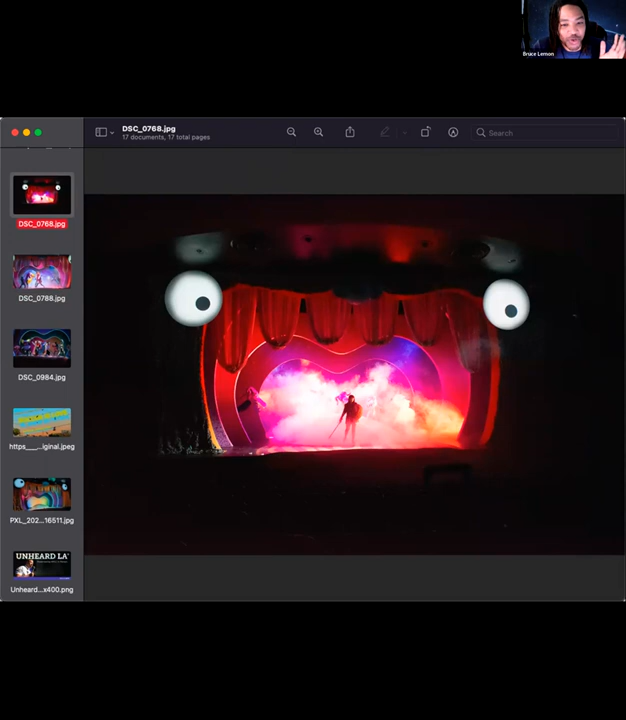 Bruce Lemon
DSC_0768.jpg
17 documents, 17 total pages
Search
DSC_0768.jpg
DSC_0788.jpg
DSC_0984.jpg
https____...iginal.jpeg
PXL_202...16511.jpg
UNHEARD LA
Unheard...x400.png